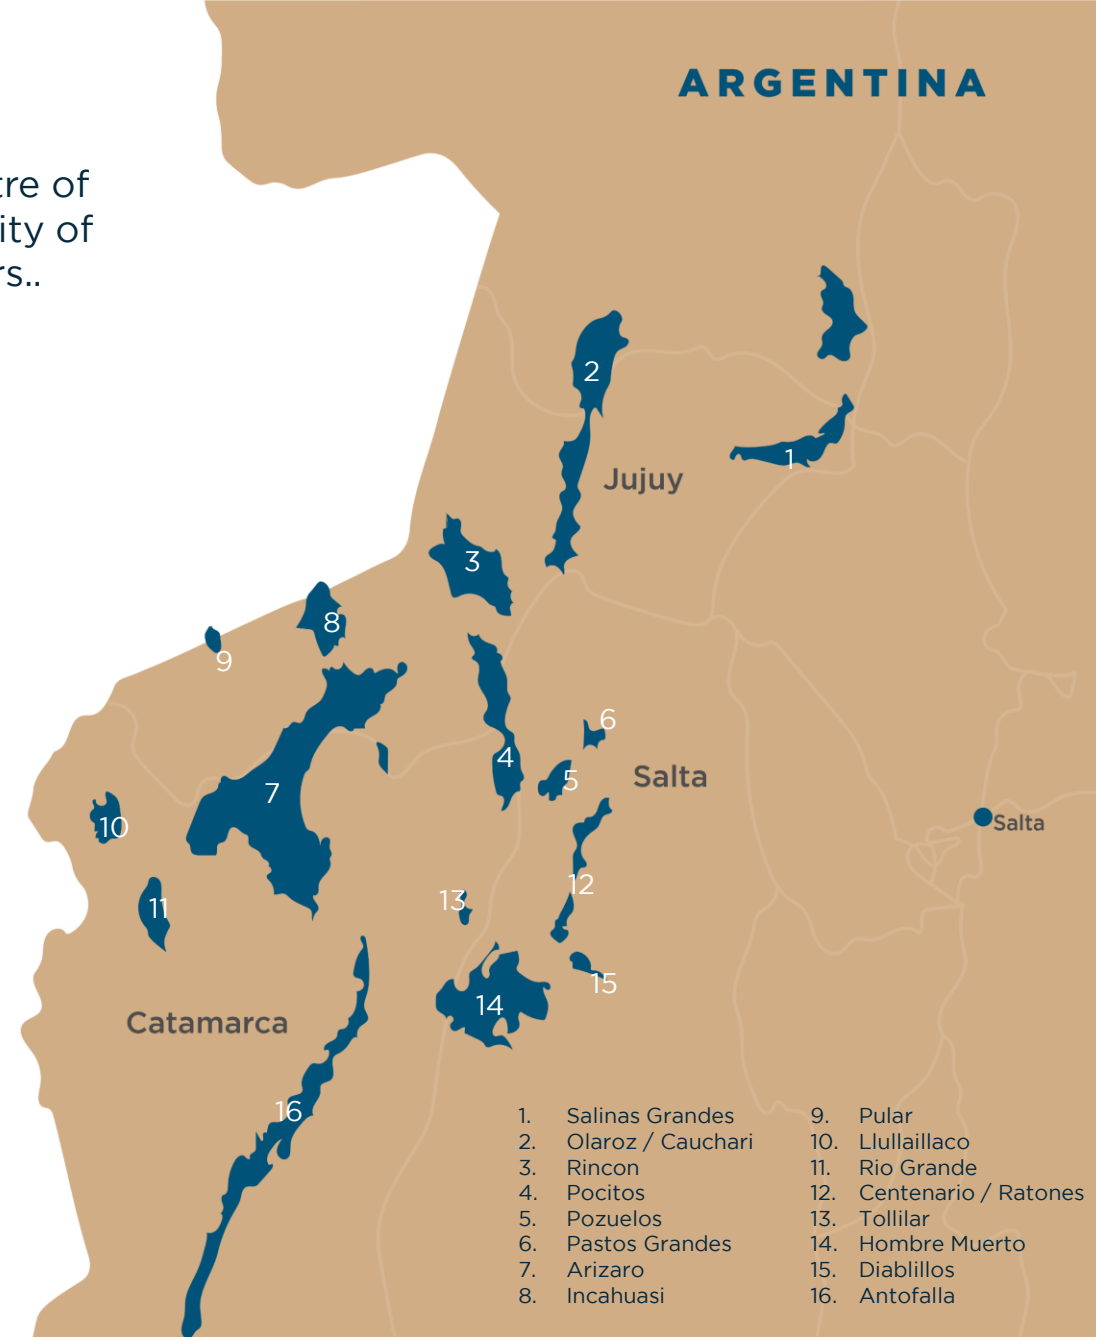 ARGENTINA
tre of
ity of
rs..
2
1
Jujuy
3
8
9
6
4
5
Salta
7
10
Salta
12
13
11
15
14
Catamarca
16
1. Salinas Grandes
2. Olaroz / Cauchari
3. Rincon
4. Pocitos
5. Pozuelos
6. Pastos Grandes
7. Arizaro
8. Incahuasi
9. Pular
10. Llullaillaco
11. Rio Grande
12. Centenario / Ratones
13. Tollilar
14. Hombre Muerto
15. Diablillos
16. Antofalla